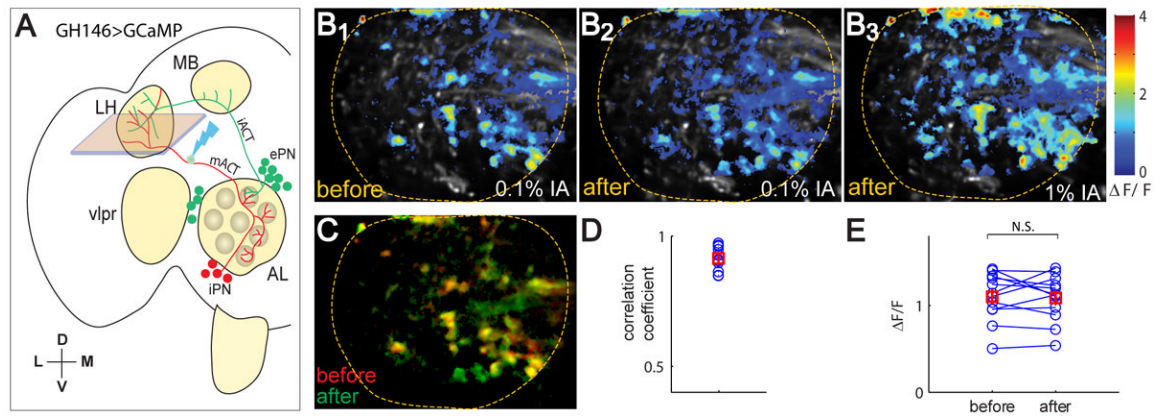 A
GH146>GCaMP
MB
LH
iACT
mACT
ePN
vlpr
AL
iPN
D
L M
V
B1
before
0.1% IA
B2
after
0.1% IA
B3
after
1% IA
4
2
0
ΔF/ F
C
before
after
D
1
0.5
correlation
coefficient
E
N.S.
1
0
ΔF/F
before after